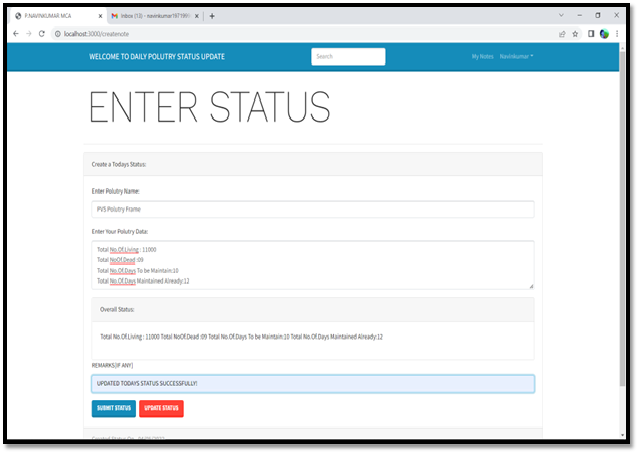 P.NAVINKUMAR MCA
localhost:3000/createnote
WELCOME TO DAILY POLUTRY STATUS UPDATE
Search
My Notes
Navinkumar
ENTER STATUS
Create a Todays Status:
Enter Polutry Name:
PVS Polutry Frame
Enter Your Polutry Data:
Total No.Of.Living : 11000
Total NoOf.Dead :09
Total No.Of.Days To be Maintain:10
Total No.Of.Days Maintained Already:12
Overall Status:
Total No.Of.Living : 11000 Total NoOf.Dead :09 Total No.Of.Days To be Maintain:10 Total No.Of.Days Maintained Already:12
REMARKS[IF ANY]
UPDATED TODAYS STATUS SUCCESSFULLY!
SUBMIT STATUS
UPDATE STATUS